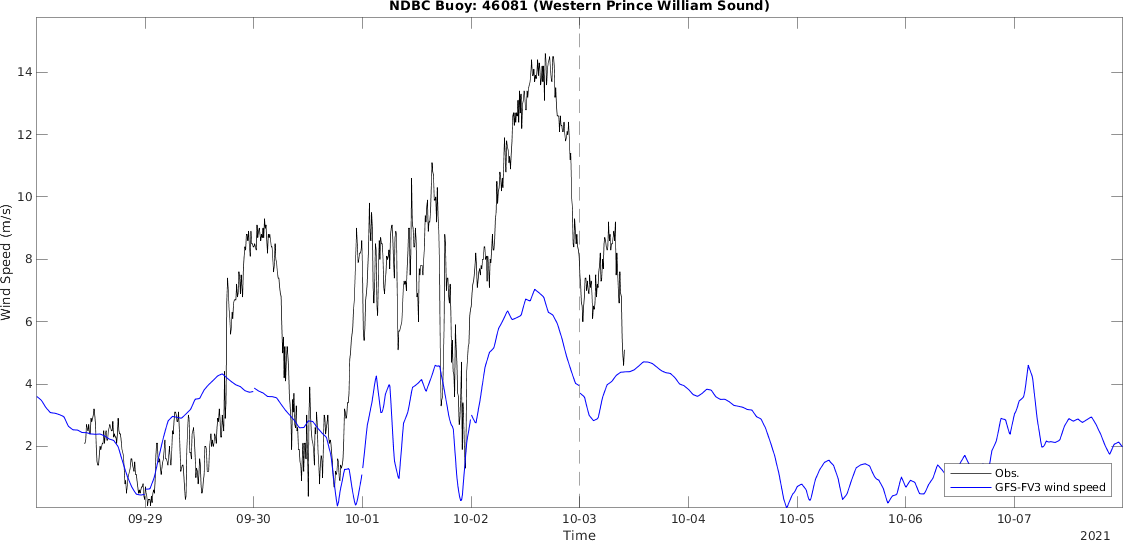 NDBC Buoy: 46081 (Western Prince William Sound)
14
12
10
8
6
4
2
Wind Speed (m/s)
09-29 09-30 10-01 10-02 10-03 10-04 10-05 10-06 10-07
Time
2021
Obs.
GFS-FV3 wind speed